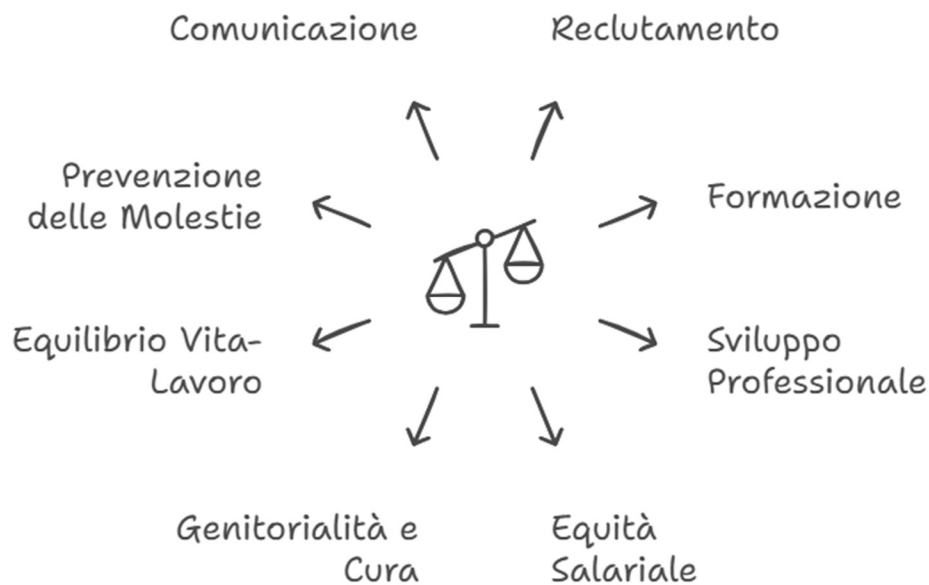 Comunicazione
Reclutamento
Prevenzione
delle Molestie
Formazione
Equilibrio Vita-
Lavoro
Sviluppo
Professionale
Genitorialità e
Cura
Equità
Salariale